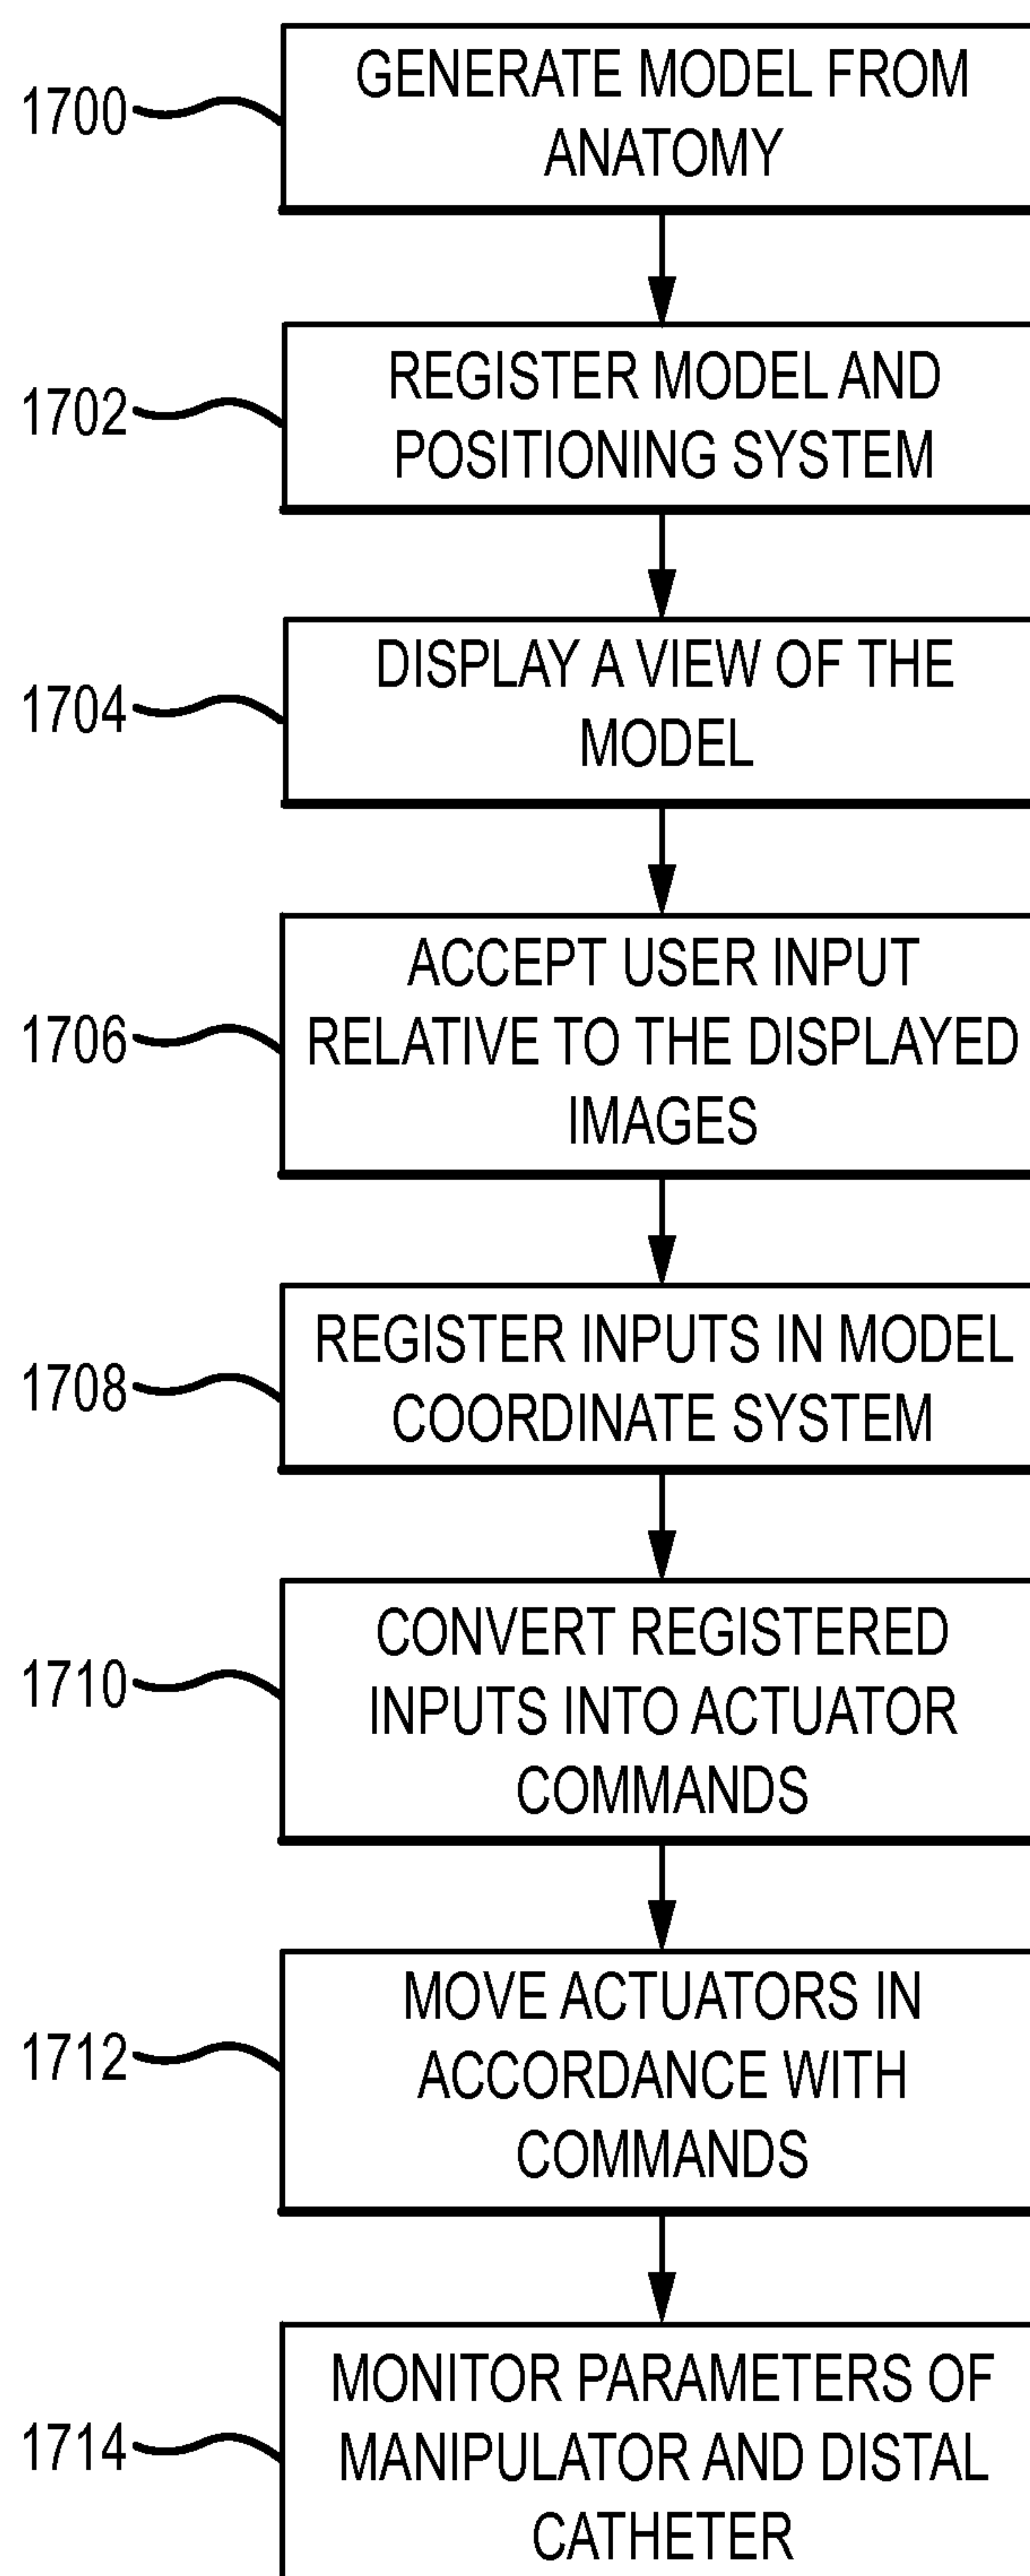 GENERATE MODEL FROM
ANATOMY
1700
REGISTER MODEL AND
POSITIONING SYSTEM
1702
DISPLAY A VIEW OF THE
MODEL
1704
ACCEPT USER INPUT
RELATIVE TO THE DISPLAYED
IMAGES
1706
REGISTER INPUTS IN MODEL
COORDINATE SYSTEM
1708
CONVERT REGISTERED
INPUTS INTO ACTUATOR
COMMANDS
1710
MOVE ACTUATORS IN
ACCORDANCE WITH
COMMANDS
1712
MONITOR PARAMETERS OF
MANIPULATOR AND DISTAL
CATHETER
1714